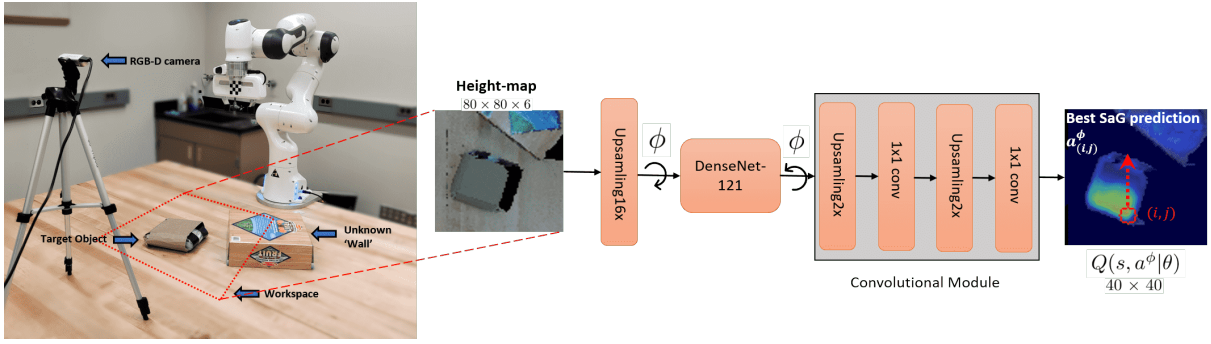 RGB-D camera
Target Object
Unknown
'Wall'
Workspace
FRUIT
Height-map
80 × 80 × 6
Upsamling16x
ϕ
DenseNet-
121
ϕ
Upsamling2x
1x1 conv
Upsamling2x
1x1 conv
Convolutional Module
Best SaG prediction
a^ϕ_(i,j)
(i,j)
Q(s, a^ϕ|θ)
40 × 40